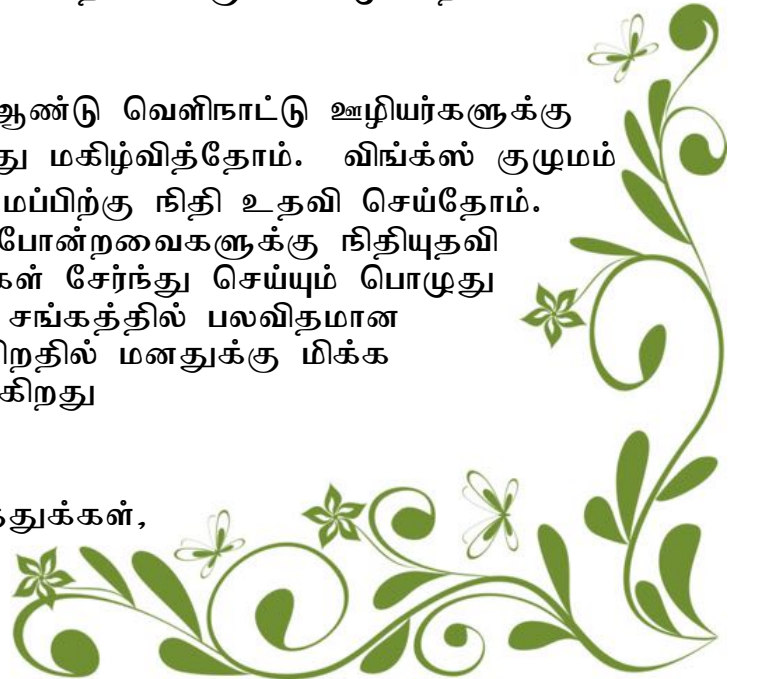 ஆண்டு வெளிநாட்டு ஊழியர்களுக்கு
து மகிழ்வித்தோம். விங்க்ஸ் குழுமம்
மப்பிற்கு நிதி உதவி செய்தோம்.
போன்றவைகளுக்கு நிதியுதவி
கள் சேர்ந்து செய்யும் பொழுது
சங்கத்தில் பலவிதமான
ிறதில் மனதுக்கு மிக்க
கிறது
த்துக்கள்,